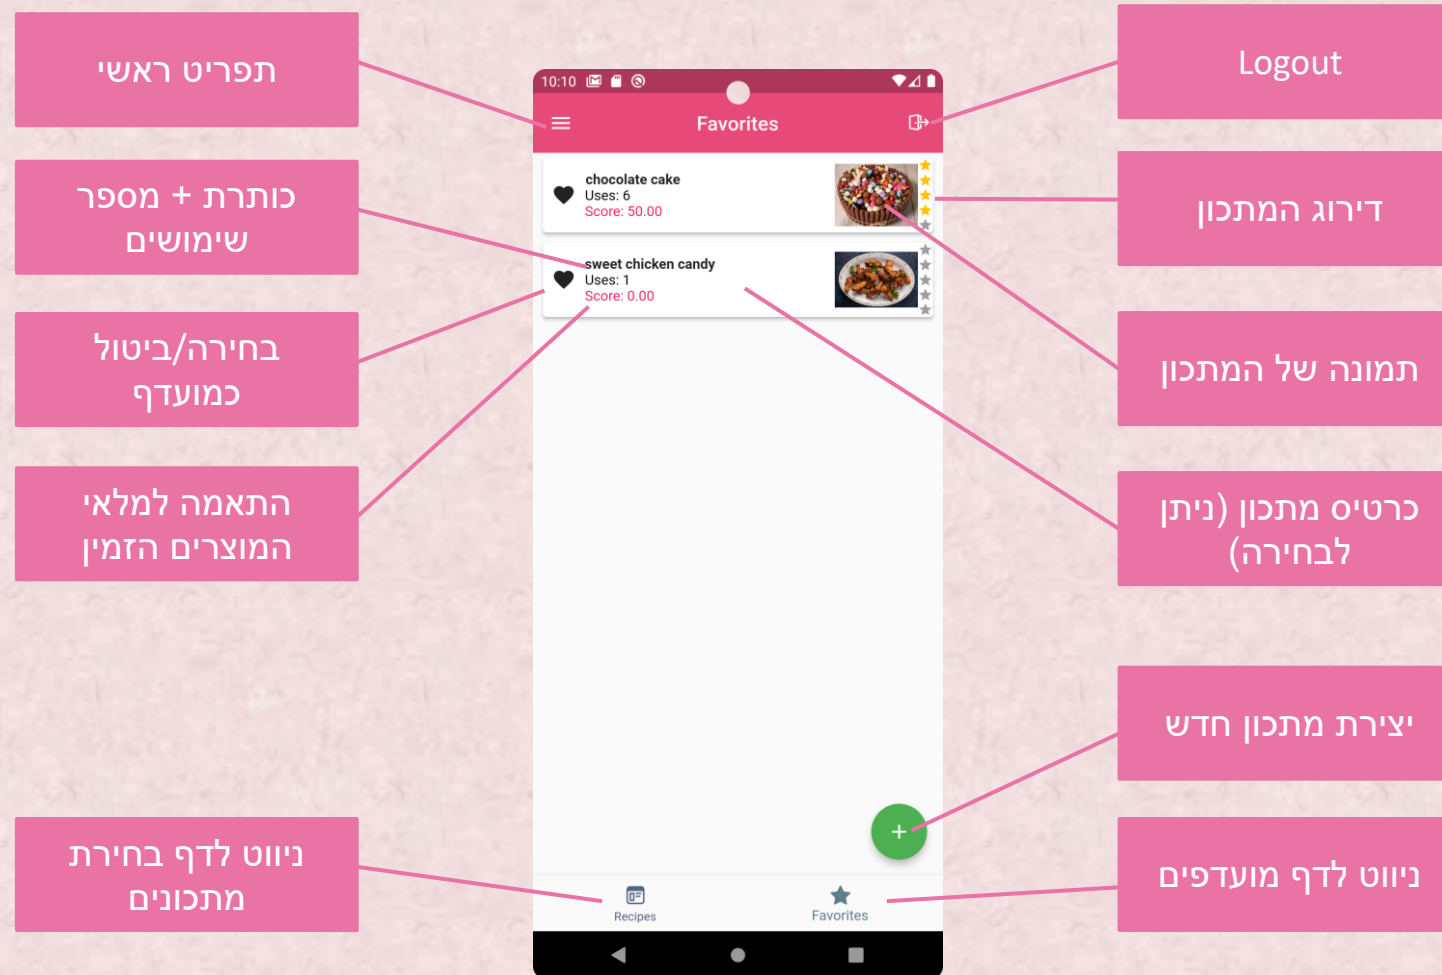 תפריט ראשי
כותרת + מספר
שימושים
בחירה/ביטול
כמועדף
התאמה למלאי
המוצרים הזמין
ניווט לדף בחירת
מתכונים
10:10
Favorites
chocolate cake
Uses: 6
Score: 50.00
sweet chicken candy
Uses: 1
Score: 0.00
+
Recipes
Favorites
Logout
דירוג המתכון
תמונה של המתכון
כרטיס מתכון (ניתן
לבחירה)
יצירת מתכון חדש
ניווט לדף מועדפים